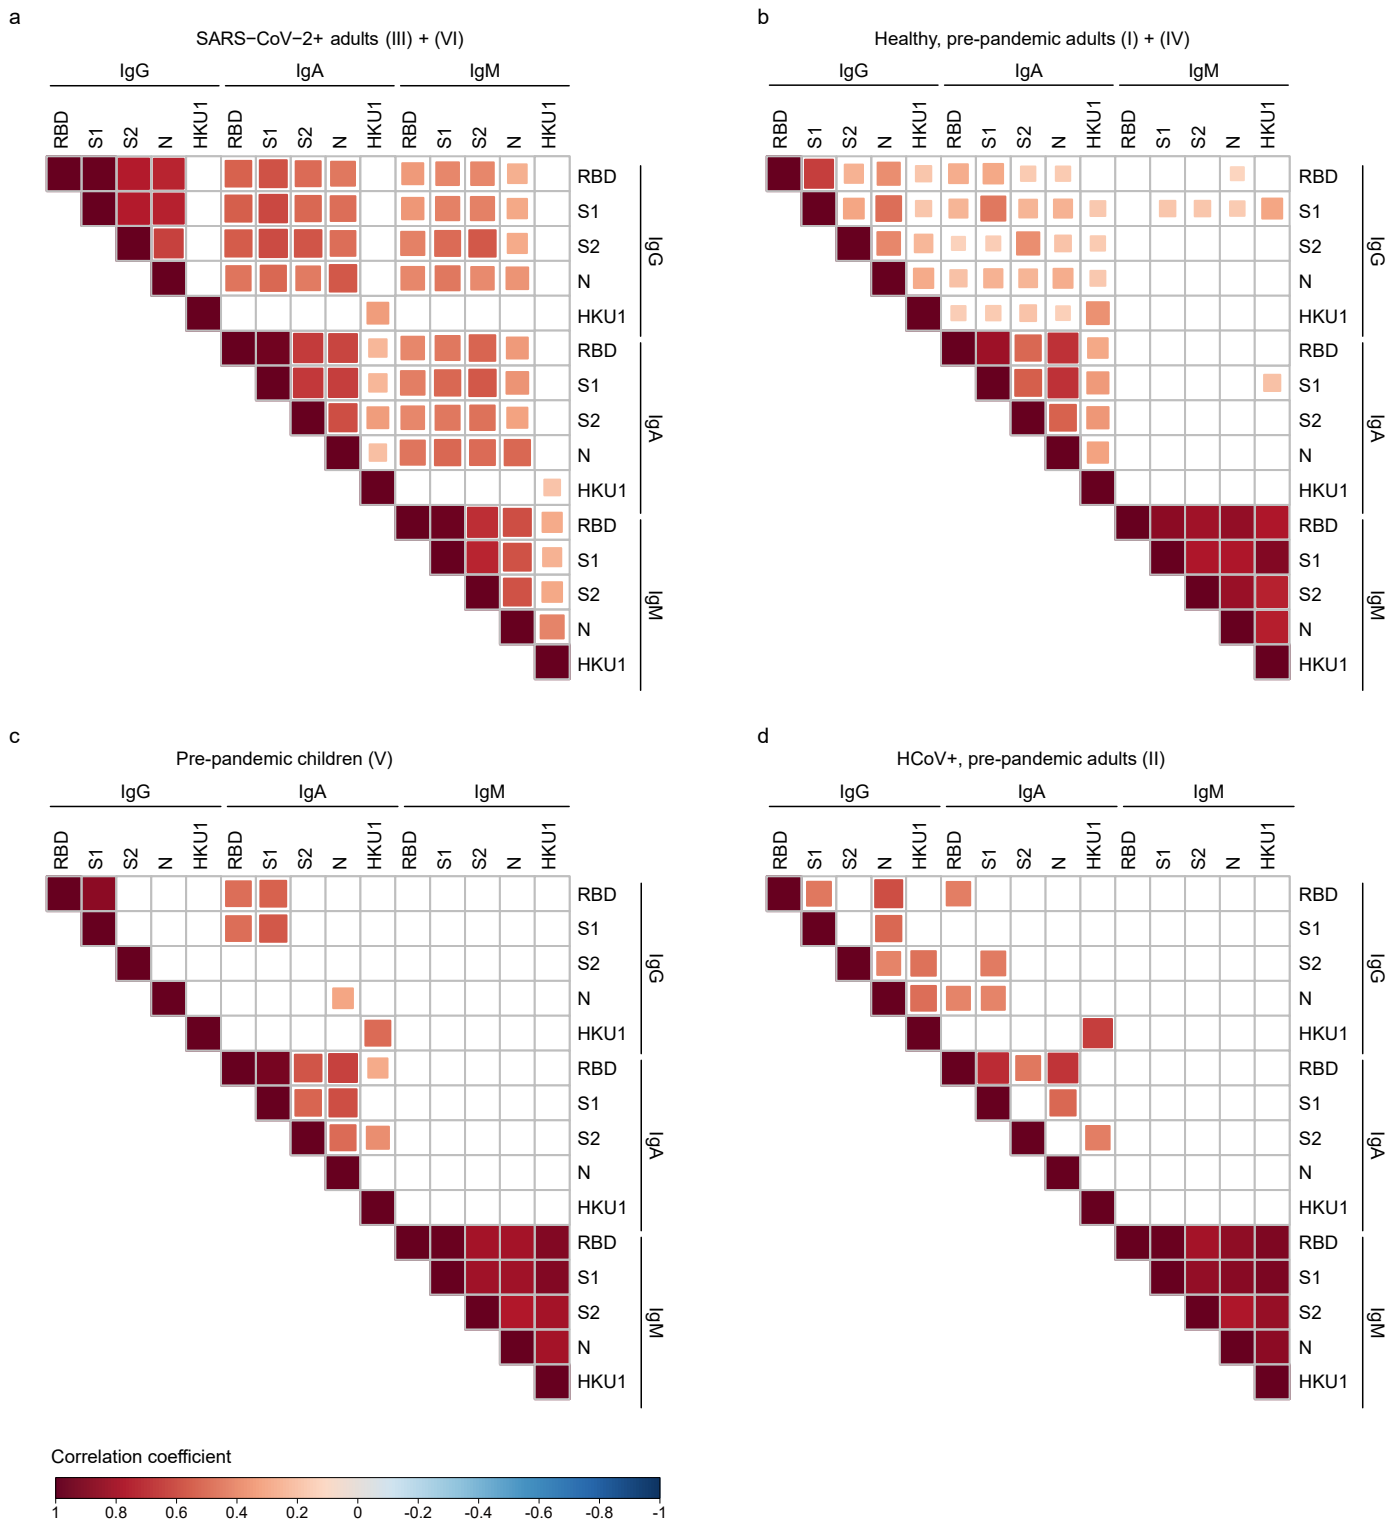 a
SARS−CoV−2+ adults (III) + (VI)
IgG IgA IgM
RBD S1 S2 N HKU1 RBD S1 S2 N HKU1 RBD S1 S2 N HKU1
RBD
S1
S2
N
HKU1
IgG
RBD
S1
S2
N
HKU1
IgA
RBD
S1
S2
N
HKU1
IgM
b
Healthy, pre-pandemic adults (I) + (IV)
IgG IgA IgM
RBD S1 S2 N HKU1 RBD S1 S2 N HKU1 RBD S1 S2 N HKU1
RBD
S1
S2
N
HKU1
IgG
RBD
S1
S2
N
HKU1
IgA
RBD
S1
S2
N
HKU1
IgM
c
Pre-pandemic children (V)
IgG IgA IgM
RBD S1 S2 N HKU1 RBD S1 S2 N HKU1 RBD S1 S2 N HKU1
RBD
S1
S2
N
HKU1
IgG
RBD
S1
S2
N
HKU1
IgA
RBD
S1
S2
N
HKU1
IgM
d
HCoV+, pre-pandemic adults (II)
IgG IgA IgM
RBD S1 S2 N HKU1 RBD S1 S2 N HKU1 RBD S1 S2 N HKU1
RBD
S1
S2
N
HKU1
IgG
RBD
S1
S2
N
HKU1
IgA
RBD
S1
S2
N
HKU1
IgM
Correlation coefficient
1 0.8 0.6 0.4 0.2 0 -0.2 -0.4 -0.6 -0.8 -1